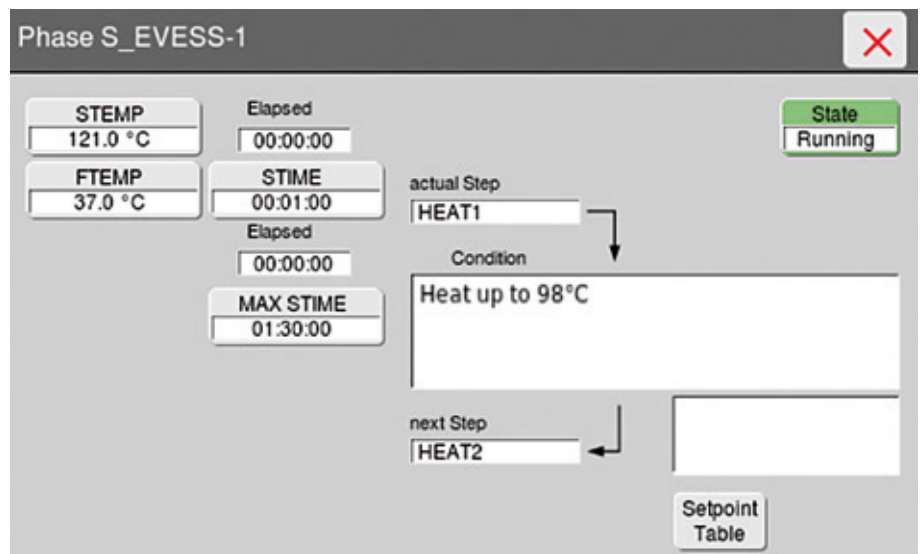 Phase S_EVESS-1
STEMP
121.0 °C
Elapsed
00:00:00
State
Running
FTEMP
37.0 °C
STIME
00:01:00
Elapsed
00:00:00
MAX STIME
01:30:00
actual Step
HEAT1
Condition
Heat up to 98°C
next Step
HEAT2
Setpoint
Table